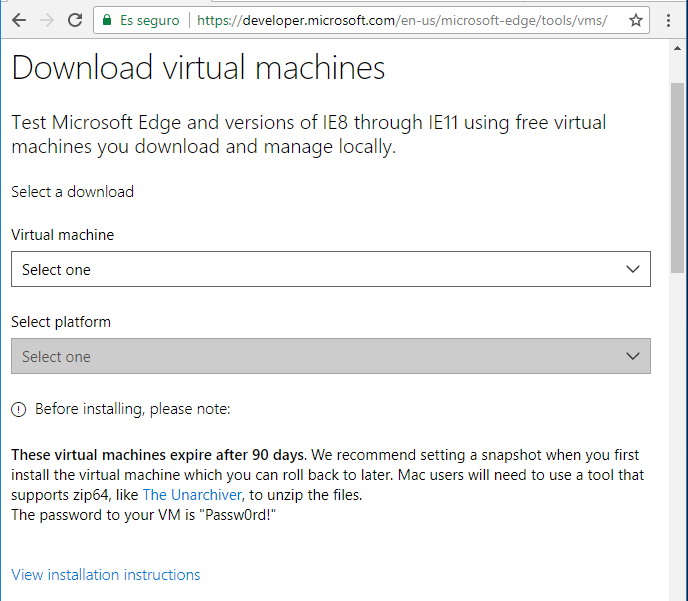 Es seguro https://developer.microsoft.com/en-us/microsoft-edge/tools/vms/
Download virtual machines
Test Microsoft Edge and versions of IE8 through IE11 using free virtual
machines you download and manage locally.
Select a download
Virtual machine
Select one
Select platform
Select one
Before installing, please note:
These virtual machines expire after 90 days. We recommend setting a snapshot when you first
install the virtual machine which you can roll back to later. Mac users will need to use a tool that
supports zip64, like The Unarchiver, to unzip the files.
The password to your VM is "Passw0rd!"
View installation instructions